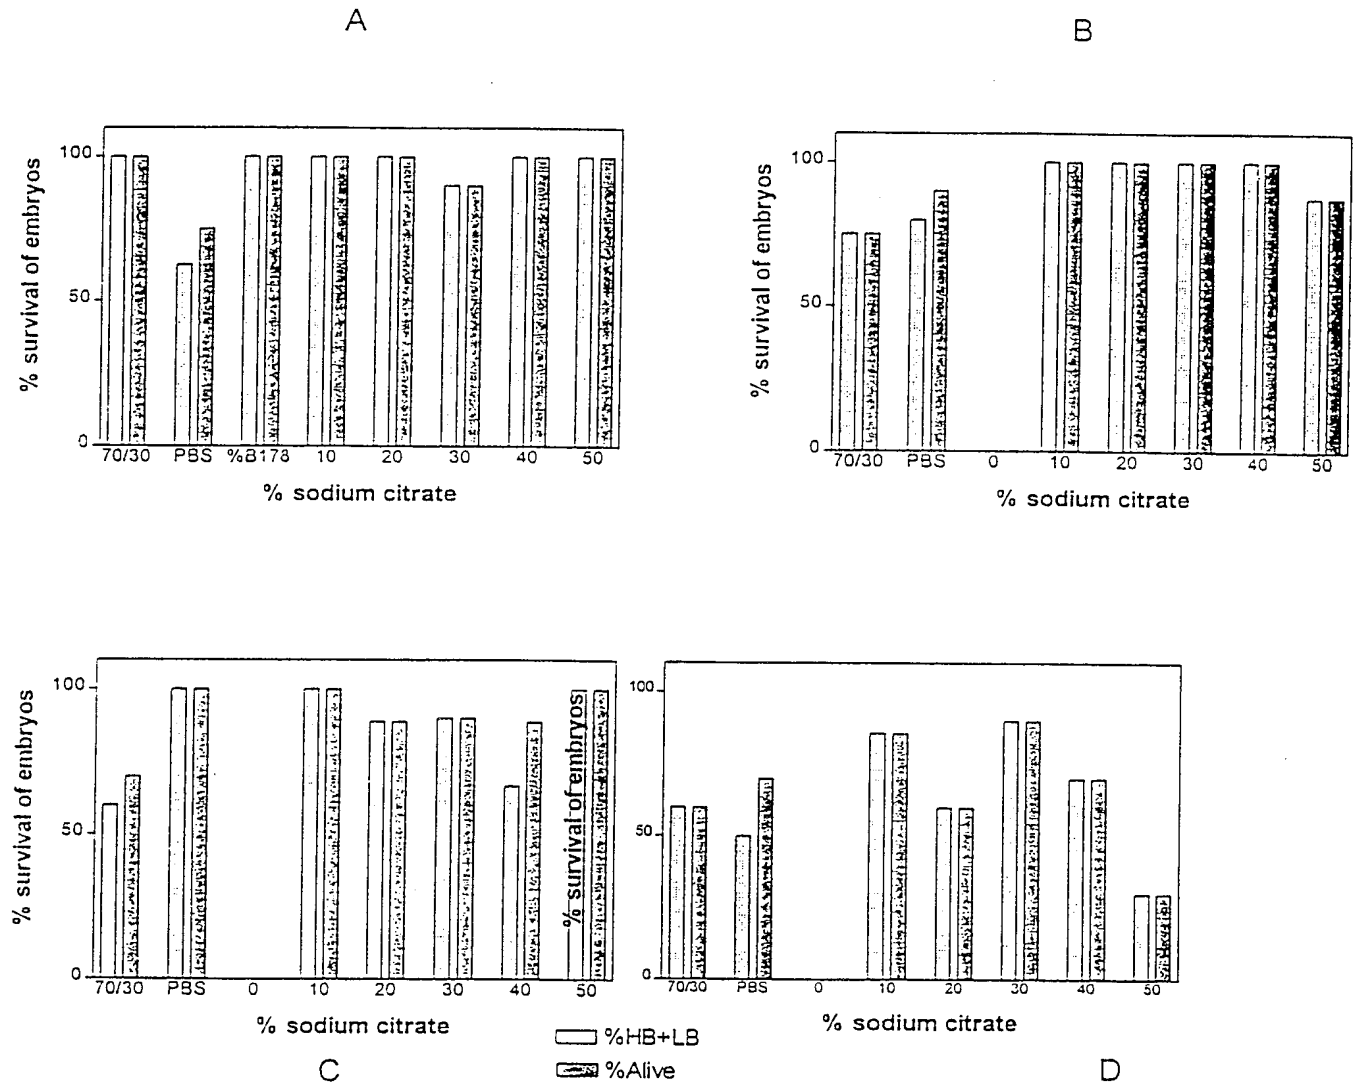 A
B
% survival of embryos
100
50
0
70/30 PBS %B178 10 20 30 40 50
% sodium citrate
% survival of embryos
100
50
0
70/30 PBS 0 10 20 30 40 50
% sodium citrate
% survival of embryos
100
50
0
70/30 PBS 0 10 20 30 40 50
% sodium citrate
C
% survival of embryos
100
50
0
70/30 PBS 0 10 20 30 40 50
% sodium citrate
D
%HB+LB
%Alive